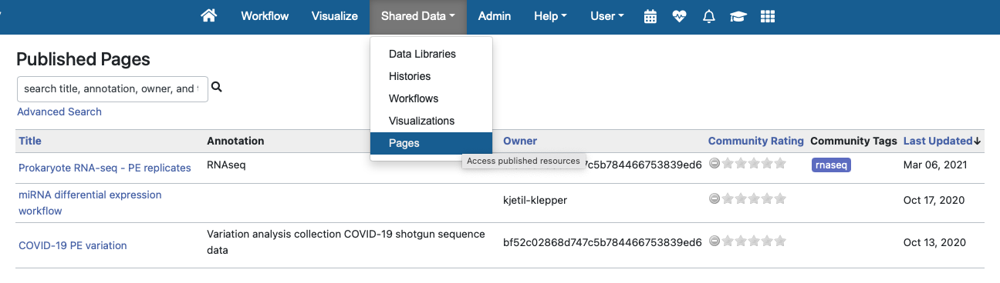 Workflow Visualize Shared Data Admin Help User
Published Pages
search title, annotation, owner, and
Advanced Search
Data Libraries
Histories
Workflows
Visualizations
Pages
Access published resources
Title Annotation Owner Community Rating Community Tags Last Updated
Prokaryote RNA-seq - PE replicates RNAseq 7c5b784466753839ed6 rnaseq Mar 06, 2021
miRNA differential expression
workflow kjetil-klepper Oct 17, 2020
COVID-19 PE variation Variation analysis collection COVID-19 shotgun sequence
data bf52c02868d747c5b784466753839ed6 Oct 13, 2020